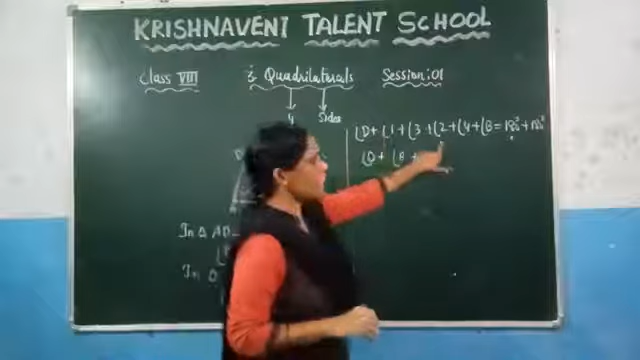 KRISHNAVENI TALENT SCHOOL
Class VIII
3. Quadrilaterals
Session:01
4 Sides
∠D + ∠1 + ∠3 + ∠2 + ∠4 + ∠B = 180° + 180°
∠D + ∠B +
In Δ AD
In Δ